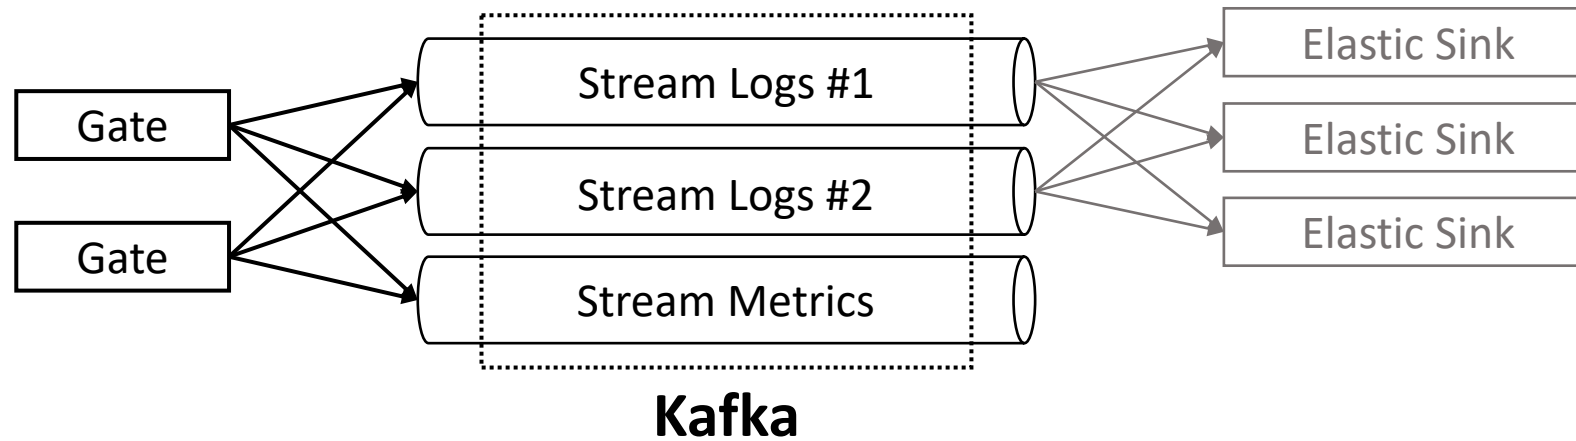 Gate
Gate
Stream Logs #1
Stream Logs #2
Stream Metrics
Kafka
Elastic Sink
Elastic Sink
Elastic Sink